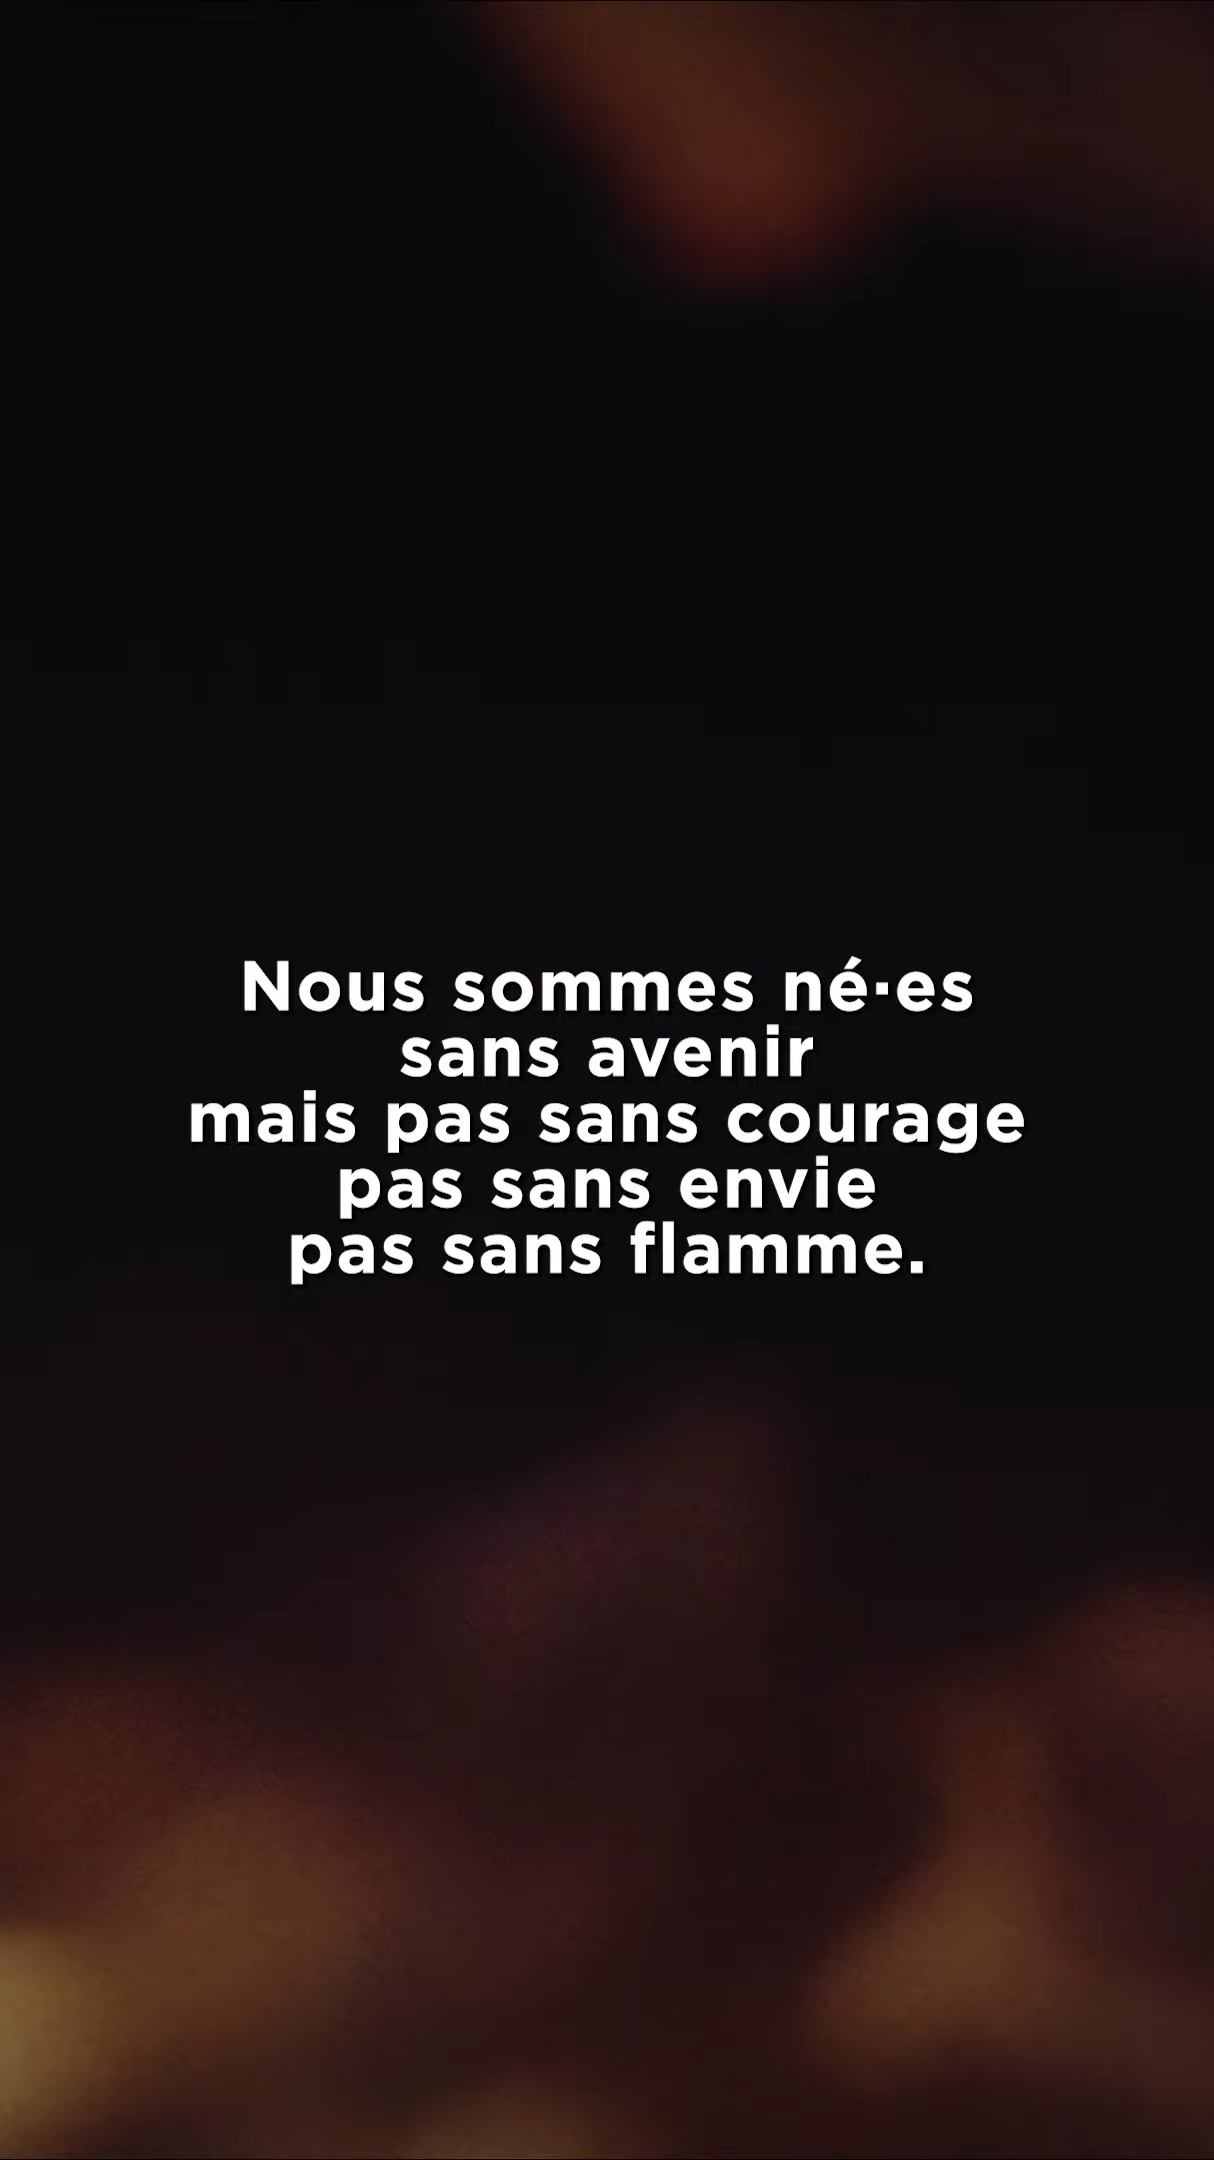 Nous sommes né·es
sans avenir
mais pas sans courage
pas sans envie
pas sans flamme.